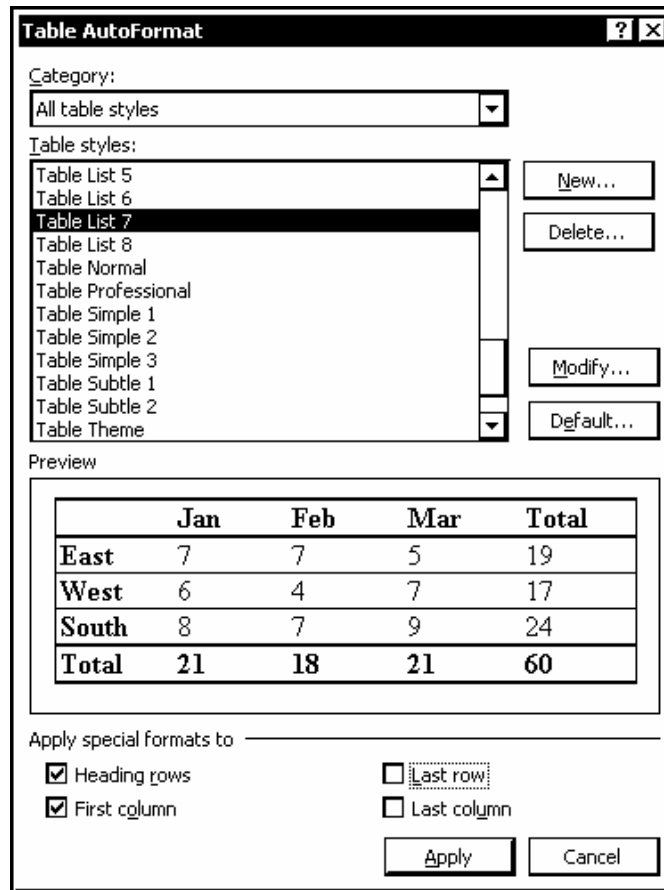 Table AutoFormat
Category:
All table styles
Table styles:
Table List 5
Table List 6
Table List 7
Table List 8
Table Normal
Table Professional
Table Simple 1
Table Simple 2
Table Simple 3
Table Subtle 1
Table Subtle 2
Table Theme
New...
Delete...
Modify...
Default...
Preview
Jan Feb Mar Total
East 7 7 5 19
West 6 4 7 17
South 8 7 9 24
Total 21 18 21 60
Apply special formats to
Heading rows Last row
First column Last column
Apply Cancel